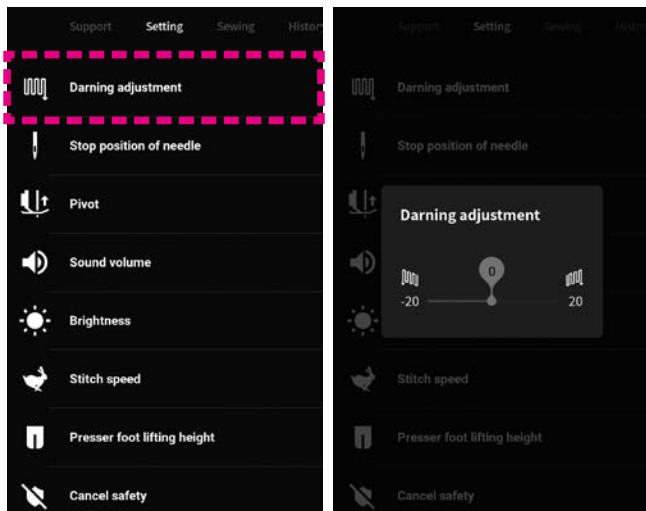 Support Setting Sewing
Darning adjustment
Stop position of needle
Pivot
Sound volume
Brightness
Stitch speed
Presser foot lifting height
Cancel safety
Support Setting Sewing
Darning adjustment
Stop position of needle
Darning adjustment
0
-20 20
Stitch speed
Presser foot lifting height
Cancel safety